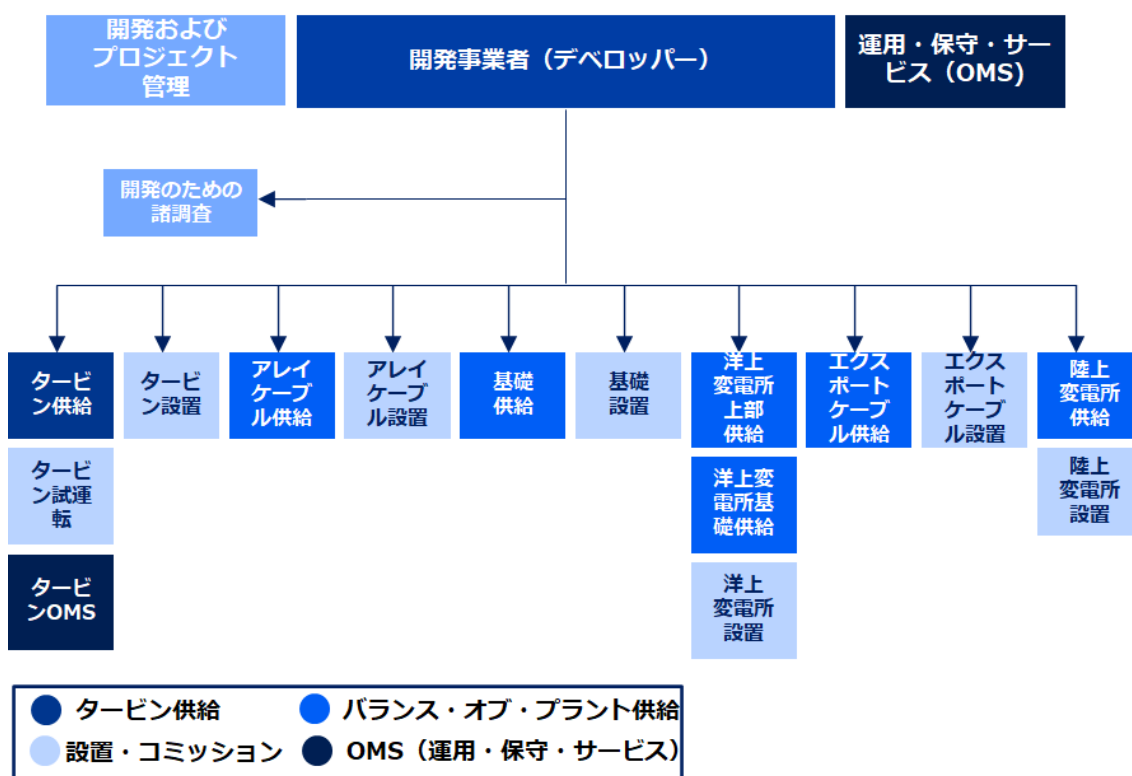 開発および
プロジェクト
管理
開発事業者（デベロッパー）
運用・保守・サー
ビス（OMS)
開発のための
諸調査
タービ
ン供給
タービ
ン設置
アレイ
ケーブ
ル供給
アレイ
ケーブ
ル設置
基礎
供給
基礎
設置
洋上
変電所
上部
供給
エクス
ポート
ケーブ
ル供給
エクス
ポート
ケーブ
ル設置
陸上
変電所
供給
タービ
ン試運
転
洋上変
電所基
礎供給
陸上
変電所
設置
タービ
ンOMS
洋上
変電所
設置
タービン供給
バランス・オブ・プラント供給
設置・コミッション
OMS（運用・保守・サービス）